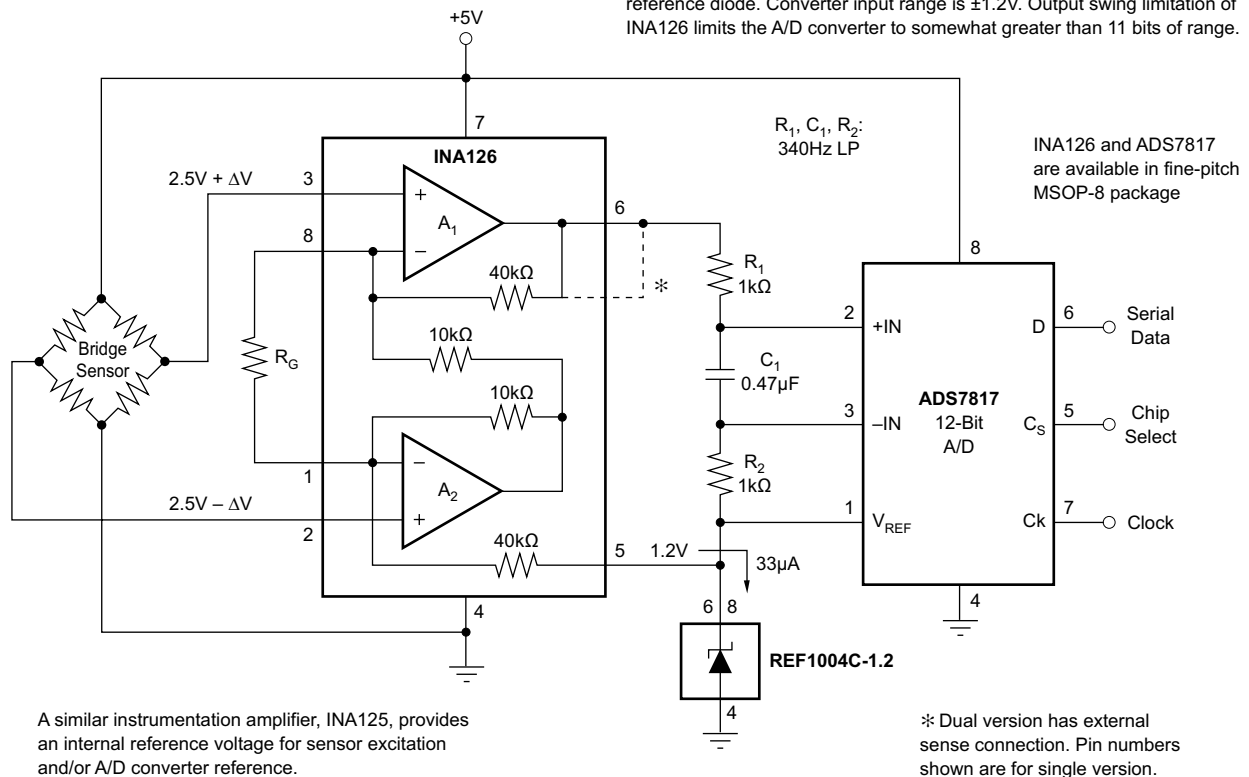 reference diode. Converter input range is ±1.2V. Output swing limitation of
INA126 limits the A/D converter to somewhat greater than 11 bits of range.
+5V
7
INA126
R₁, C₁, R₂:
340Hz LP
INA126 and ADS7817
are available in fine-pitch
MSOP-8 package
2.5V + ΔV
3
+
A₁
–
6
8
40kΩ
*
R₁
1kΩ
8
Bridge
Sensor
R_G
10kΩ
10kΩ
C₁
0.47µF
2
+IN
D
6
Serial
Data
ADS7817
12-Bit
A/D
3
–IN
C_S
5
Chip
Select
1
–
A₂
+
R₂
1kΩ
2.5V – ΔV
2
1
V_REF
Ck
7
Clock
40kΩ
5
1.2V
33µA
4
6 8
4
REF1004C-1.2
4
A similar instrumentation amplifier, INA125, provides
an internal reference voltage for sensor excitation
and/or A/D converter reference.
* Dual version has external
sense connection. Pin numbers
shown are for single version.